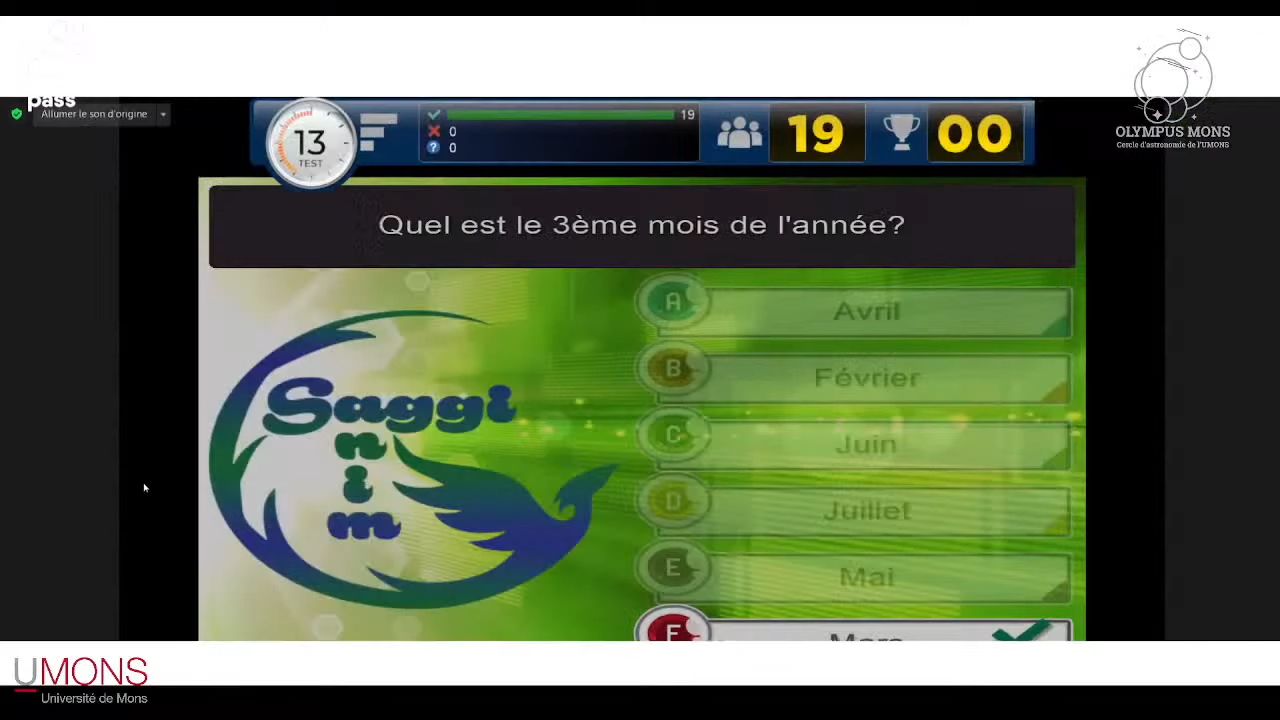 pass
Allumer le son d'origine
13
TEST
19
0
0
19
00
OLYMPUS MONS
Cercle d'astronomie de l'UMONS
Quel est le 3ème mois de l'année?
A Avril
B Février
C Juin
D Juillet
E Mai
F Mars
Saggi
n
i
m
UMONS
Université de Mons